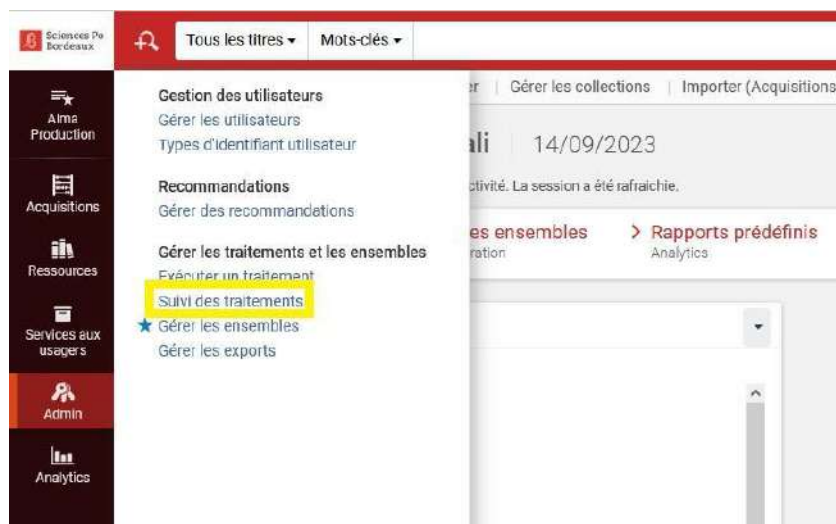 Sciences Po
Bordeaux
Tous les titres
Mots-clés
Alma
Production
Acquisitions
Ressources
Services aux
usagers
Admin
Analytics
Gestion des utilisateurs
Gérer les utilisateurs
Types d'identifiant utilisateur
Recommandations
Gérer des recommandations
Gérer les traitements et les ensembles
Exécuter un traitement
Suivi des traitements
Gérer les ensembles
Gérer les exports
er | Gérer les collections | Importer (Acquisitions
ali | 14/09/2023
ctivité. La session a été rafraichie.
es ensembles
ration
Rapports prédéfinis
Analytics